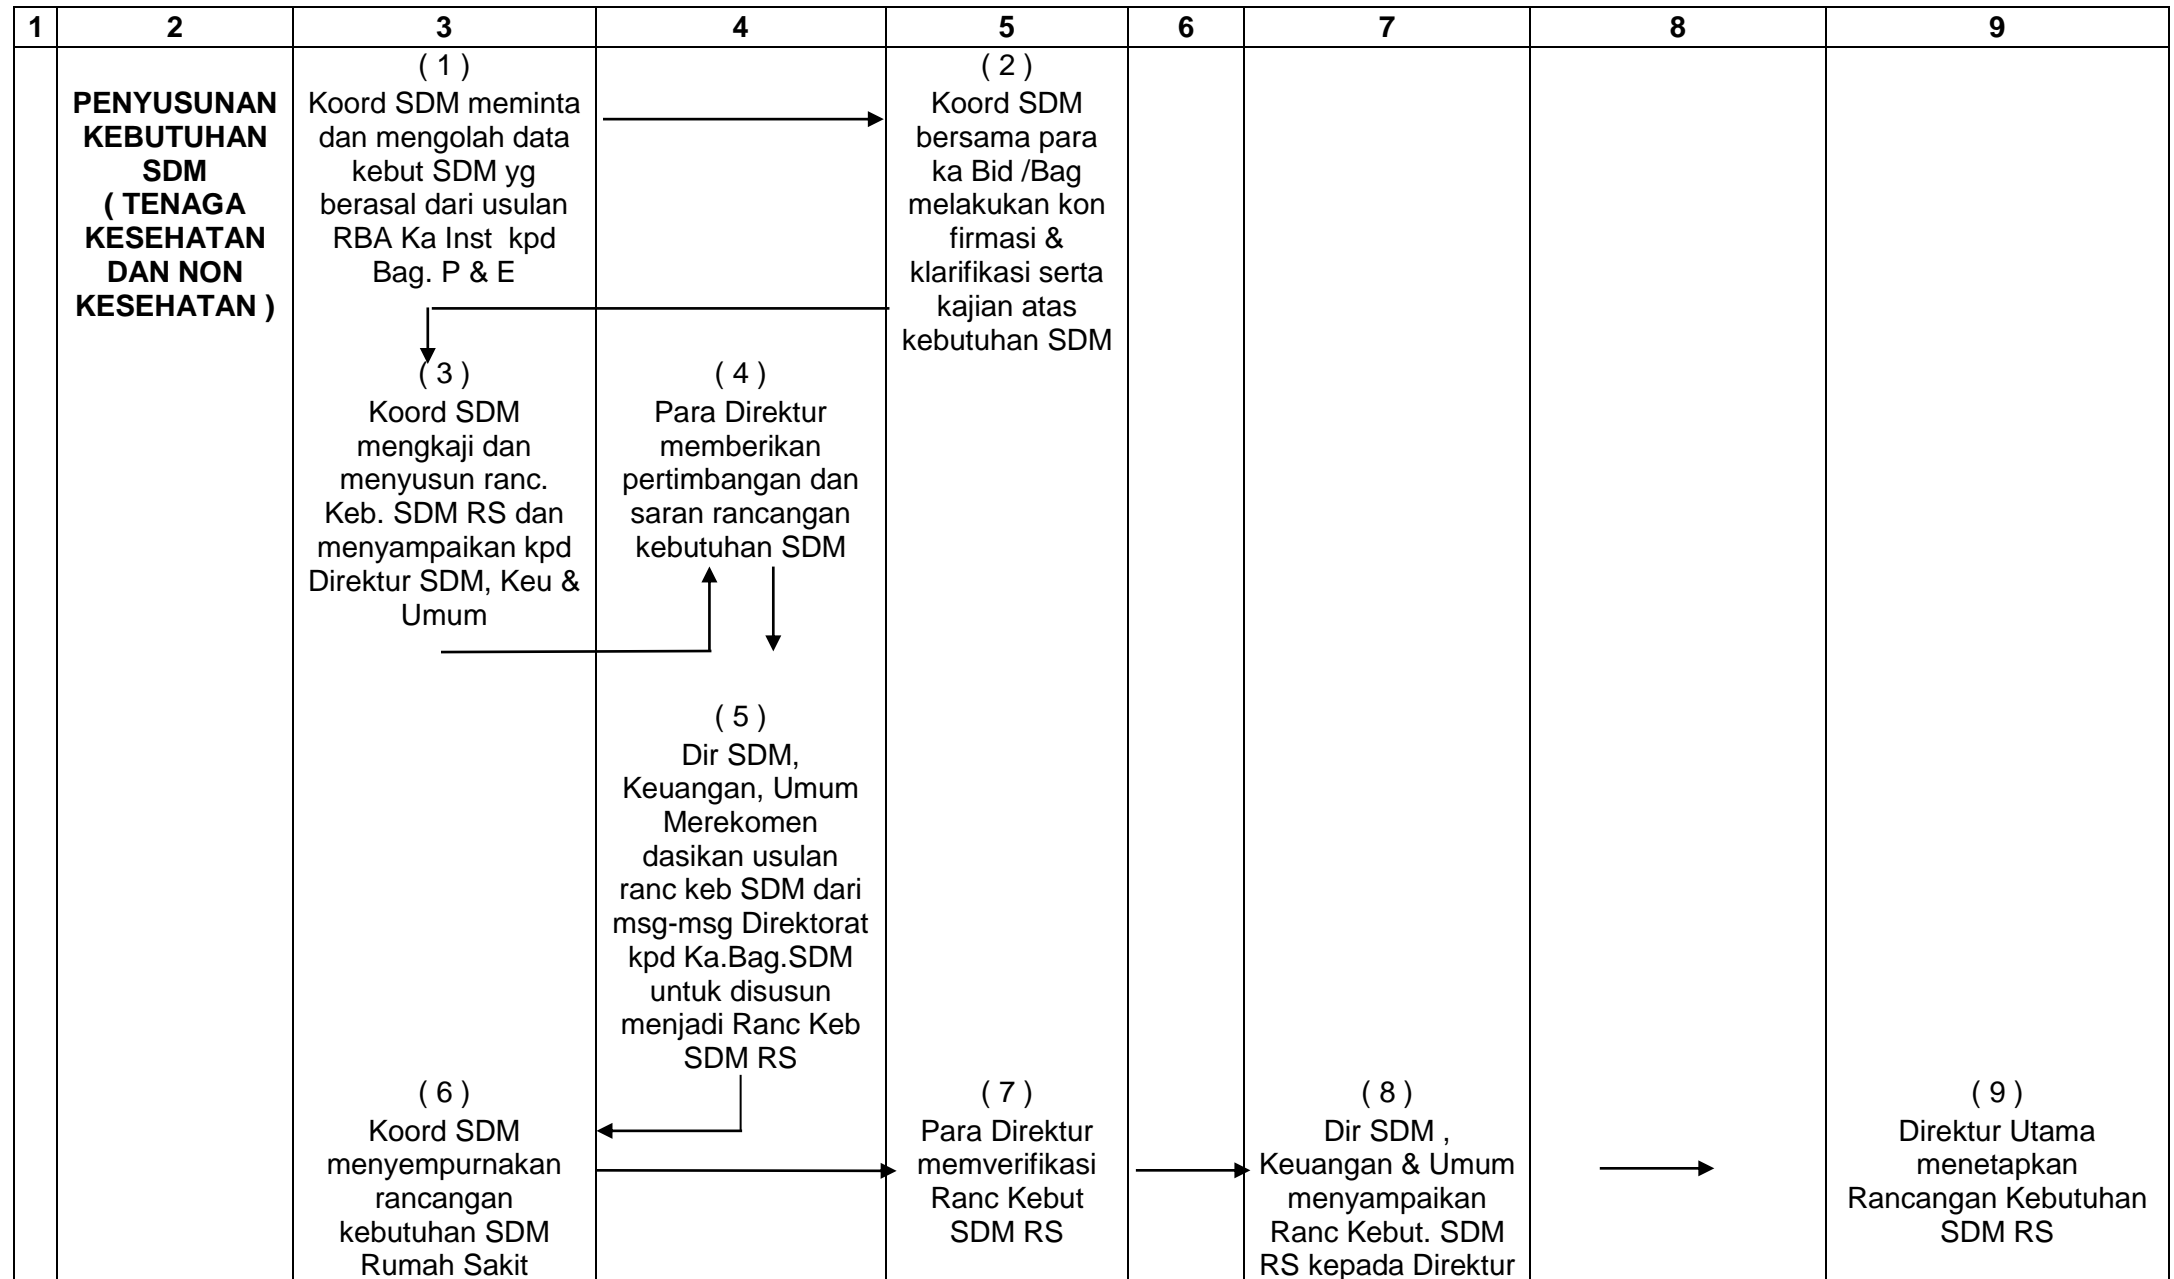 1 2 3 4 5 6 7 8 9
PENYUSUNAN
KEBUTUHAN
SDM
( TENAGA
KESEHATAN
DAN NON
KESEHATAN )
( 1 )
Koord SDM meminta
dan mengolah data
kebut SDM yg
berasal dari usulan
RBA Ka Inst kpd
Bag. P & E
( 2 )
Koord SDM
bersama para
ka Bid /Bag
melakukan kon
firmasi &
klarifikasi serta
kajian atas
kebutuhan SDM
( 3 )
Koord SDM
mengkaji dan
menyusun ranc.
Keb. SDM RS dan
menyampaikan kpd
Direktur SDM, Keu &
Umum
( 4 )
Para Direktur
memberikan
pertimbangan dan
saran rancangan
kebutuhan SDM
( 5 )
Dir SDM,
Keuangan, Umum
Merekomen
dasikan usulan
ranc keb SDM dari
msg-msg Direktorat
kpd Ka.Bag.SDM
untuk disusun
menjadi Ranc Keb
SDM RS
( 6 )
Koord SDM
menyempurnakan
rancangan
kebutuhan SDM
Rumah Sakit
( 7 )
Para Direktur
memverifikasi
Ranc Kebut
SDM RS
( 8 )
Dir SDM ,
Keuangan & Umum
menyampaikan
Ranc Kebut. SDM
RS kepada Direktur
( 9 )
Direktur Utama
menetapkan
Rancangan Kebutuhan
SDM RS